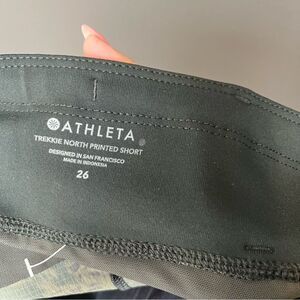 ATHLETA
TREKKIE NORTH PRINTED SHORT
DESIGNED IN SAN FRANCISCO
MADE IN INDONESIA
26